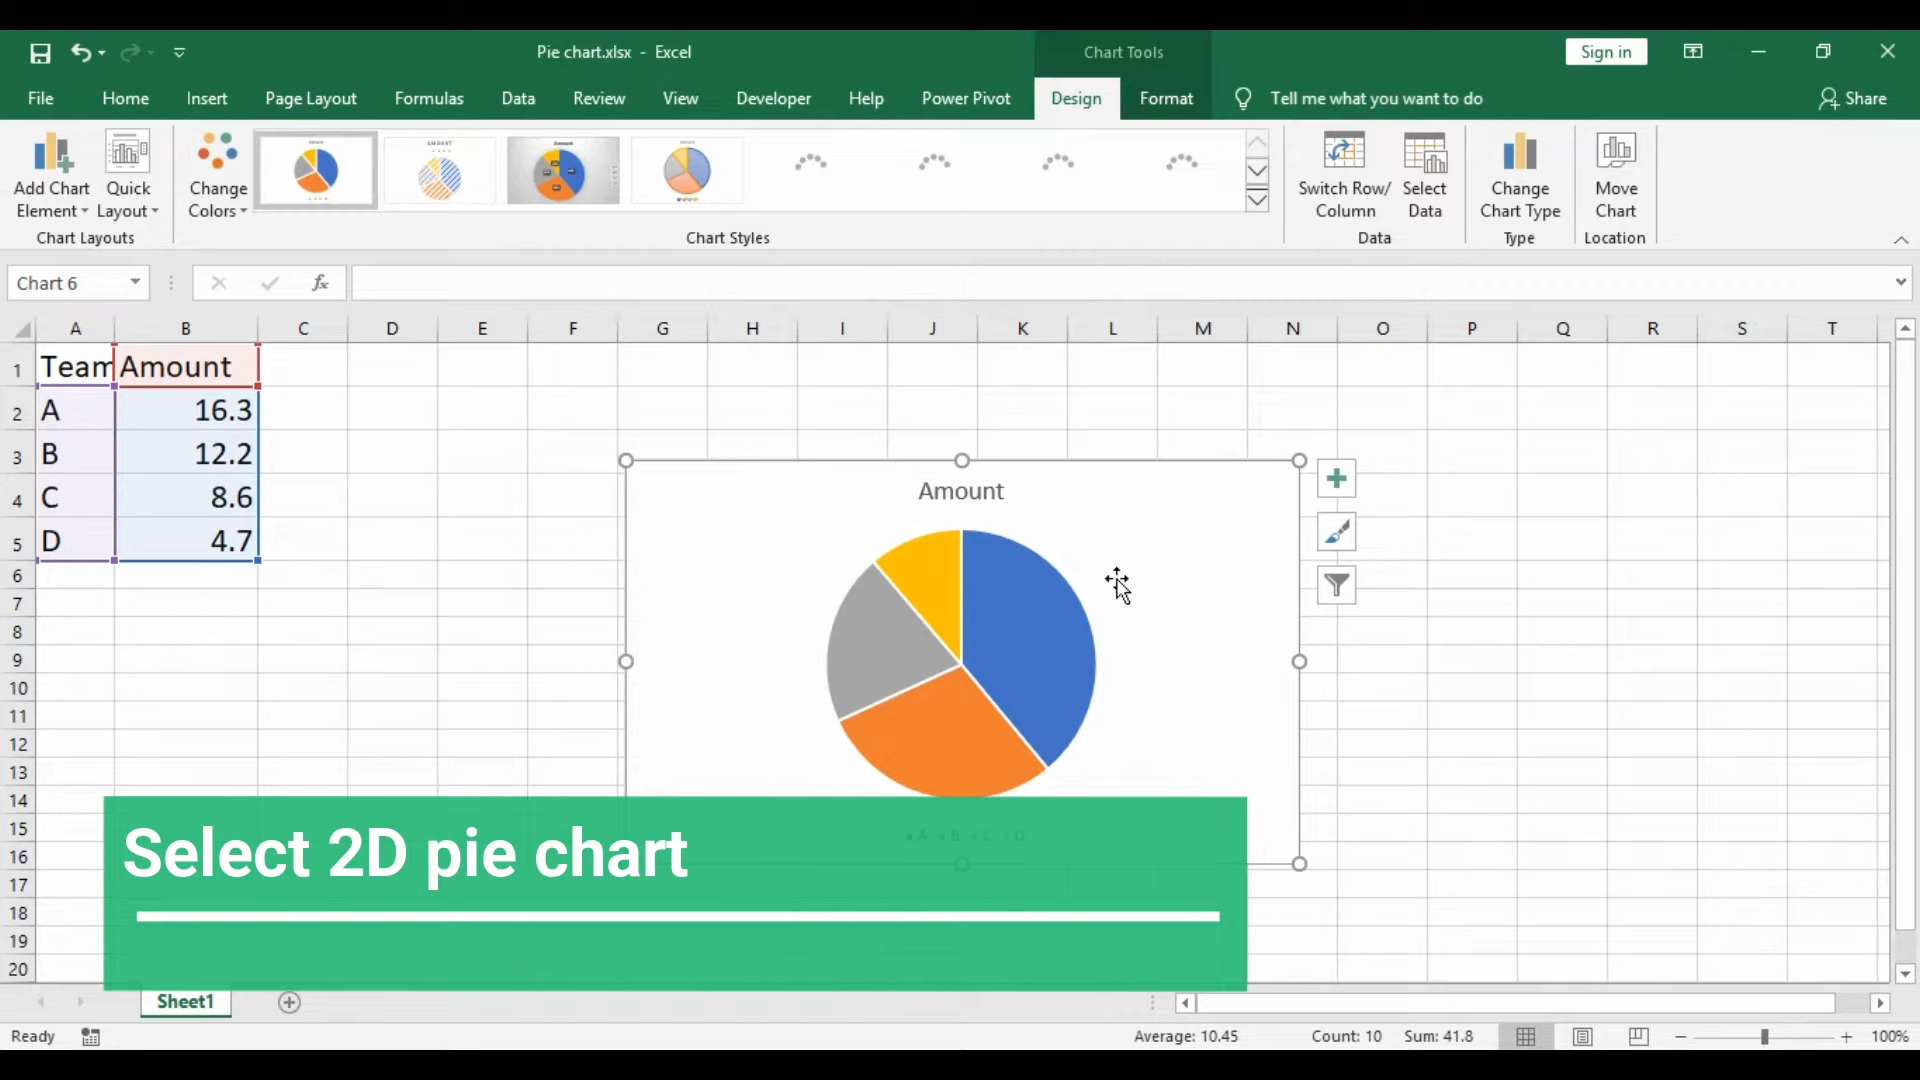 Pie chart.xlsx - Excel
Chart Tools
Sign in
File Home Insert Page Layout Formulas Data Review View Developer Help Power Pivot Design Format Tell me what you want to do Share
Add Chart Element
Quick Layout
Change Colors
AMOUNT
Switch Row/ Column
Select Data
Change Chart Type
Move Chart
Chart Layouts
Chart Styles
Data
Type
Location
Chart 6
fx
A B C D E F G H I J K L M N O P Q R S T
1 Team Amount
2 A 16.3
3 B 12.2
4 C 8.6
5 D 4.7
6
7
8
9
10
11
12
13
14
15
16
17
18
19
20
Amount
A B C D
Select 2D pie chart
Sheet1
Ready
Average: 10.45 Count: 10 Sum: 41.8
100%